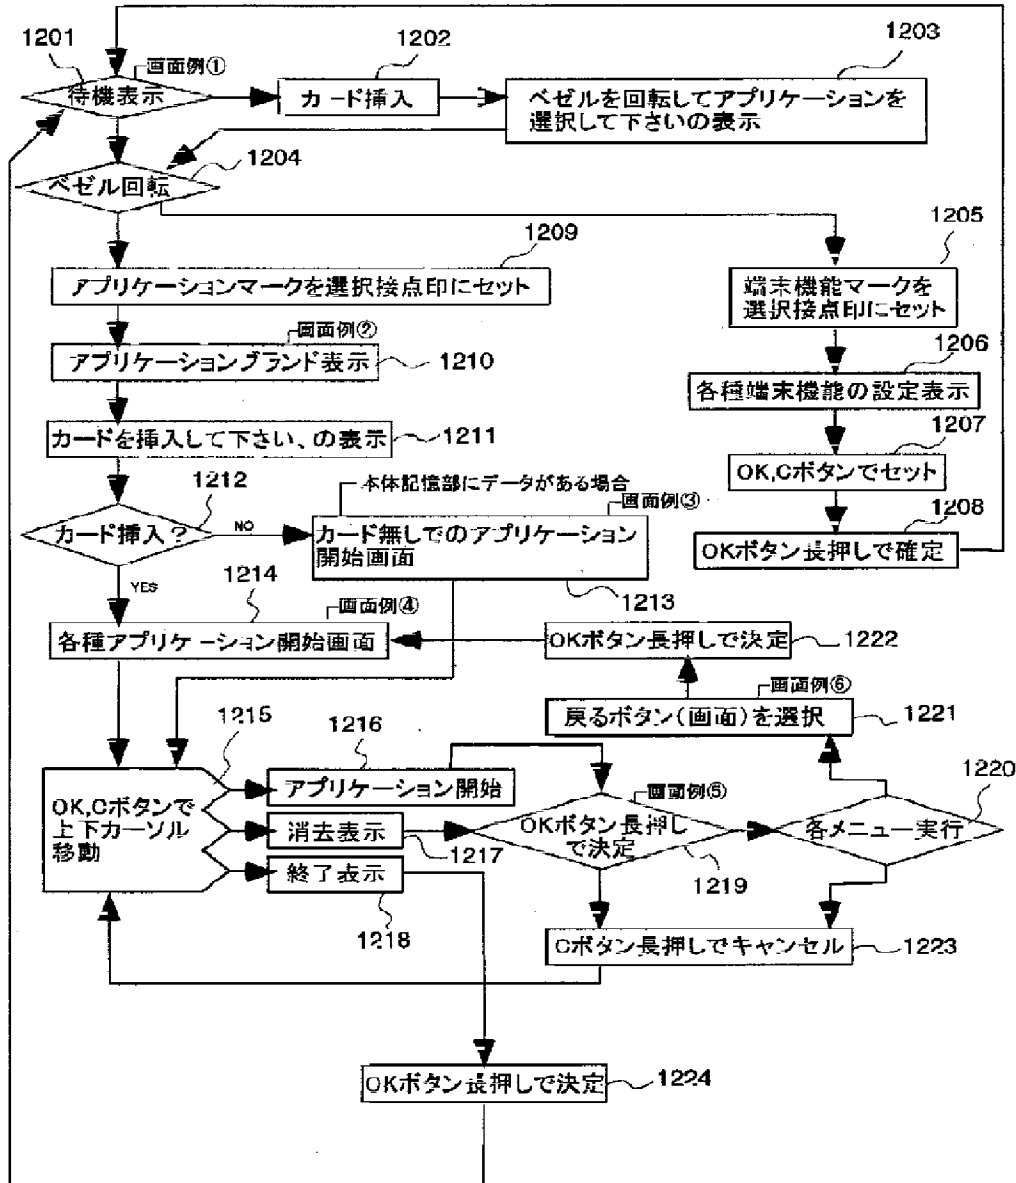 1201
画面例①
待機表示
1202
カード挿入
1203
ベゼルを回転してアプリケーションを
選択して下さいの表示
1204
ベゼル回転
1205
端末機能マークを
選択接点印にセット
1209
アプリケーションマークを選択接点印にセット
画面例②
アプリケーションブランド表示
1210
1206
各種端末機能の設定表示
カードを挿入して下さい、の表示
1211
1207
OK,Cボタンでセット
1212
カード挿入?
NO
YES
本体記憶部にデータがある場合
画面例③
カード無しでのアプリケーション
開始画面
1213
1208
OKボタン長押しで確定
1214
画面例④
各種アプリケーション開始画面
OKボタン長押しで決定
1222
画面例⑥
戻るボタン(画面)を選択
1221
1215
OK,Cボタンで
上下カーソル
移動
1216
アプリケーション開始
消去表示
1217
終了表示
1218
画面例⑤
OKボタン長押し
で決定
1219
1220
各メニュー実行
Cボタン長押しでキャンセル
1223
OKボタン長押しで決定
1224